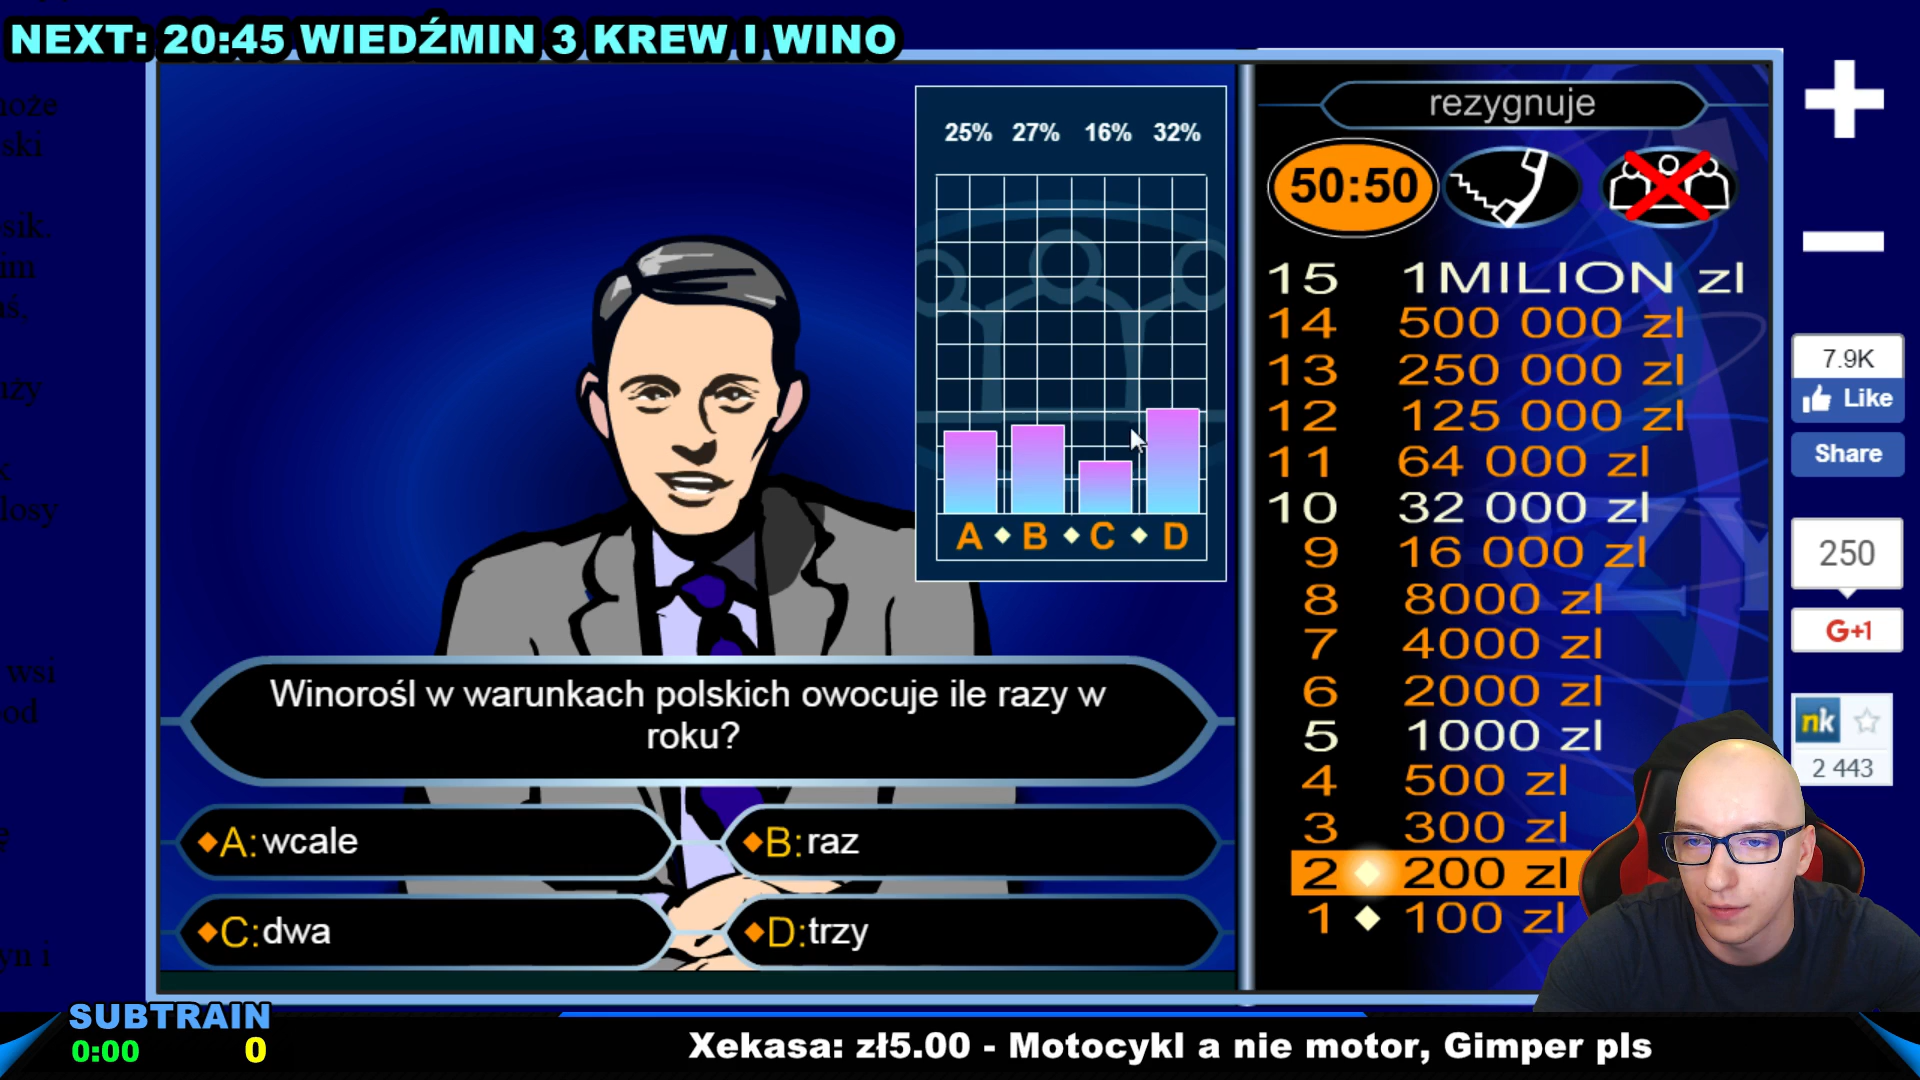 NEXT: 20:45 WIEDŹMIN 3 KREW I WINO
25% 27% 16% 32%
A B C D
rezygnuje
50:50
15 1MILION zl
14 500 000 zl
13 250 000 zl
12 125 000 zl
11 64 000 zl
10 32 000 zl
9 16 000 zl
8 8000 zl
7 4000 zl
6 2000 zl
5 1000 zl
4 500 zl
3 300 zl
2 200 zl
1 100 zl
7.9K
Like
Share
250
G+1
nk
2 443
ski
im
wsi
Winorośl w warunkach polskich owocuje ile razy w
roku?
A: wcale
B: raz
C: dwa
D: trzy
SUBTRAIN
0:00 0
Xekasa: zł5.00 - Motocykl a nie motor, Gimper pls